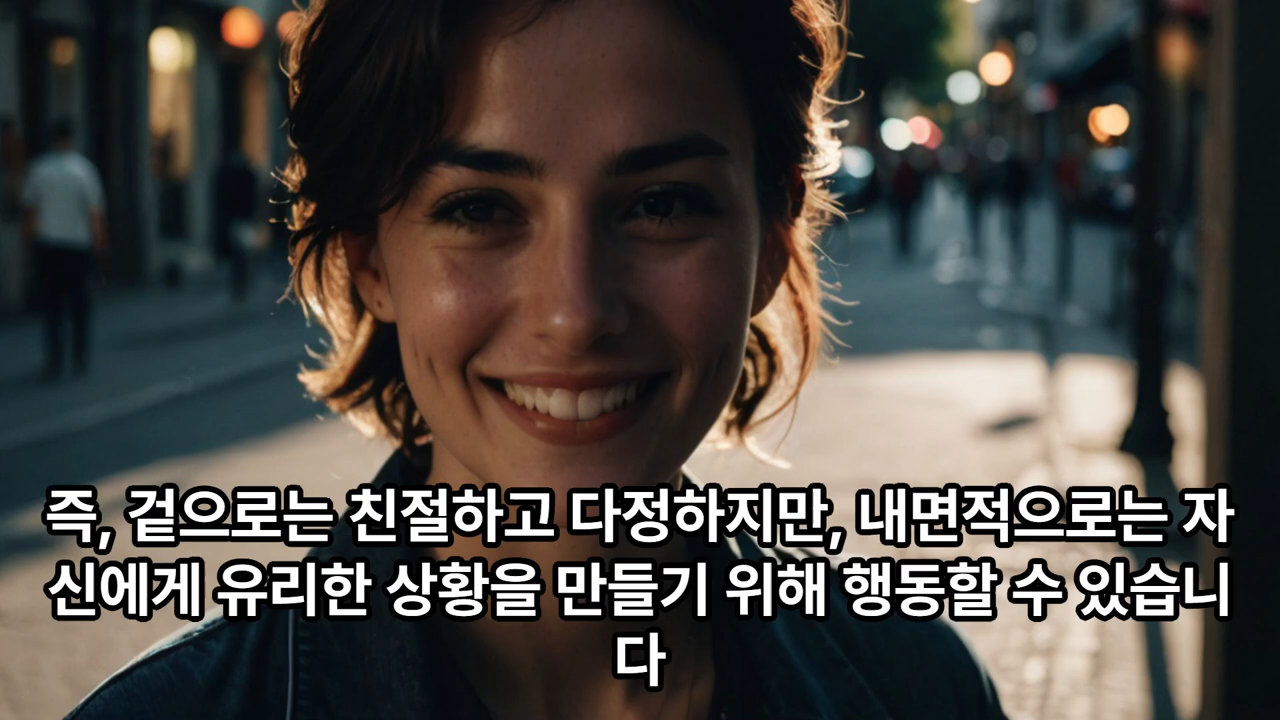 즉, 겉으로는 친절하고 다정하지만, 내면적으로는 자
신에게 유리한 상황을 만들기 위해 행동할 수 있습니
다